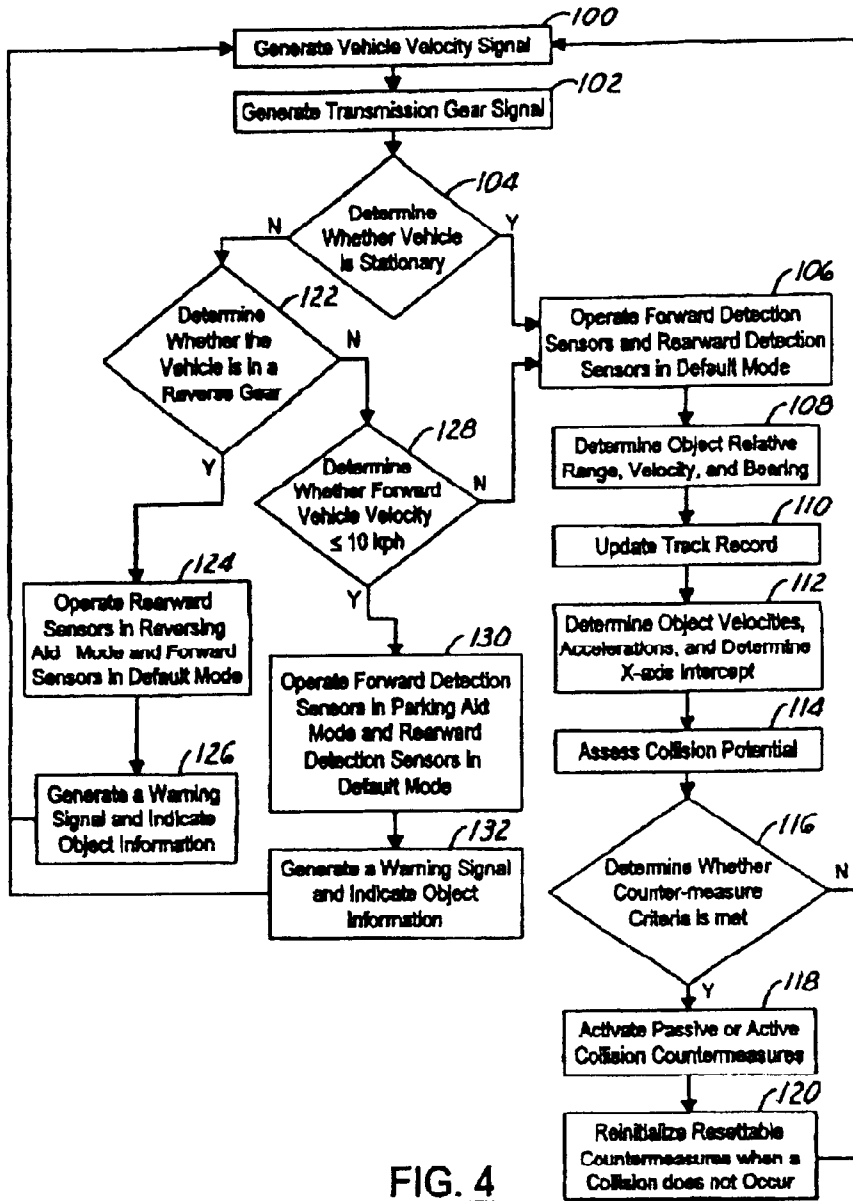 100
Generate Vehicle Velocity Signal
102
Generate Transmission Gear Signal
104
Determine
Whether Vehicle
is Stationary
N
Y
122
Determine
Whether the
Vehicle is in a
Reverse Gear
N
Y
106
Operate Forward Detection
Sensors and Rearward Detection
Sensors in Default Mode
128
Determine
Whether Forward
Vehicle Velocity
≤ 10 kph
N
Y
108
Determine Object Relative
Range, Velocity, and Bearing
110
Update Track Record
124
Operate Rearward
Sensors in Reversing
Aid Mode and Forward
Sensors in Default Mode
112
Determine Object Velocities,
Accelerations, and Determine
X-axis Intercept
130
Operate Forward Detection
Sensors in Parking Aid
Mode and Rearward
Detection Sensors in
Default Mode
114
Assess Collision Potential
126
Generate a Warning
Signal and Indicate
Object Information
132
Generate a Warning Signal
and Indicate Object
Information
116
Determine Whether
Counter-measure
Criteria is met
N
Y
118
Activate Passive or Active
Collision Countermeasures
120
Reinitialize Resettable
Countermeasures when a
Collision does not Occur
FIG. 4